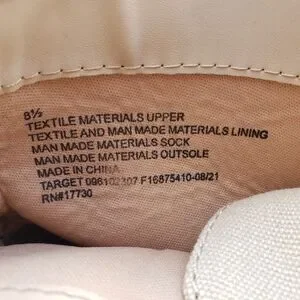 8½
TEXTILE MATERIALS UPPER
TEXTILE AND MAN MADE MATERIALS LINING
MAN MADE MATERIALS SOCK
MAN MADE MATERIALS OUTSOLE
MADE IN CHINA
TARGET F16875410-08/21
RN#17730